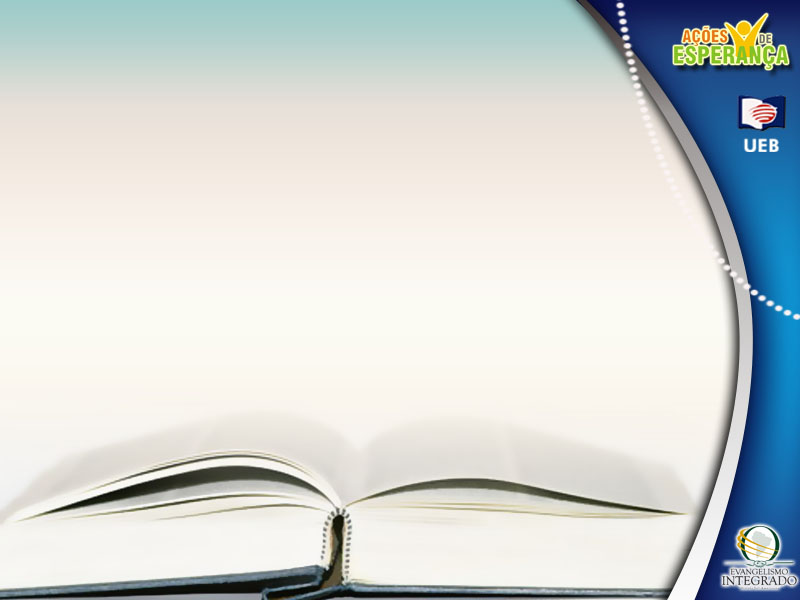 AÇÕES DE
ESPERANÇA
UEB
EVANGELISMO
INTEGRADO